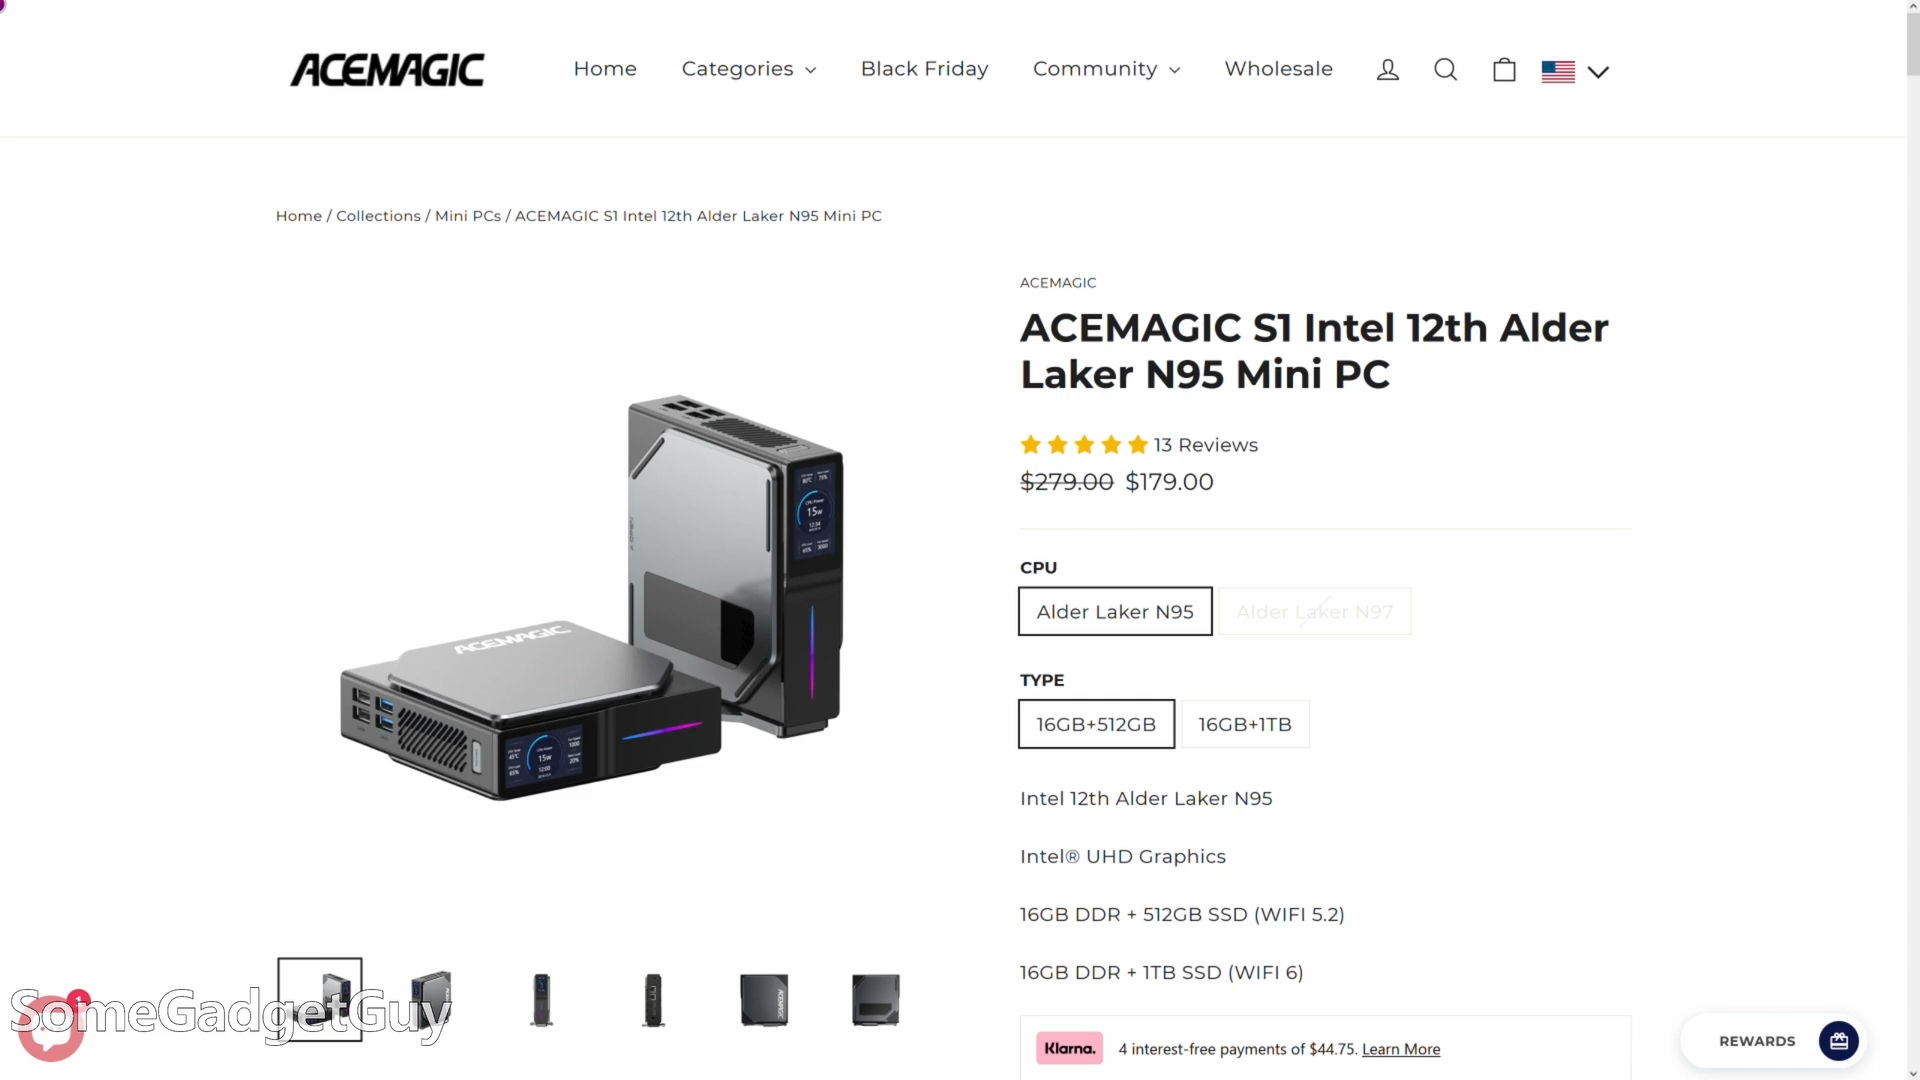 ACEMAGIC
Home
Categories
Black Friday
Community
Wholesale
Home / Collections / Mini PCs / ACEMAGIC S1 Intel 12th Alder Laker N95 Mini PC
ACEMAGIC
ACEMAGIC S1 Intel 12th Alder
Laker N95 Mini PC
13 Reviews
$279.00 $179.00
CPU
Alder Laker N95
Alder Laker N97
TYPE
16GB+512GB
16GB+1TB
Intel 12th Alder Laker N95
Intel® UHD Graphics
16GB DDR + 512GB SSD (WIFI 5.2)
16GB DDR + 1TB SSD (WIFI 6)
Klarna.
4 interest-free payments of $44.75. Learn More
REWARDS
ACEMAGIC
15w
15w
SomeGadgetGuy
1